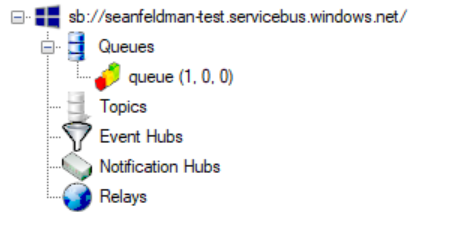 sb://seanfeldman-test.servicebus.windows.net/
Queues
queue (1, 0, 0)
Topics
Event Hubs
Notification Hubs
Relays